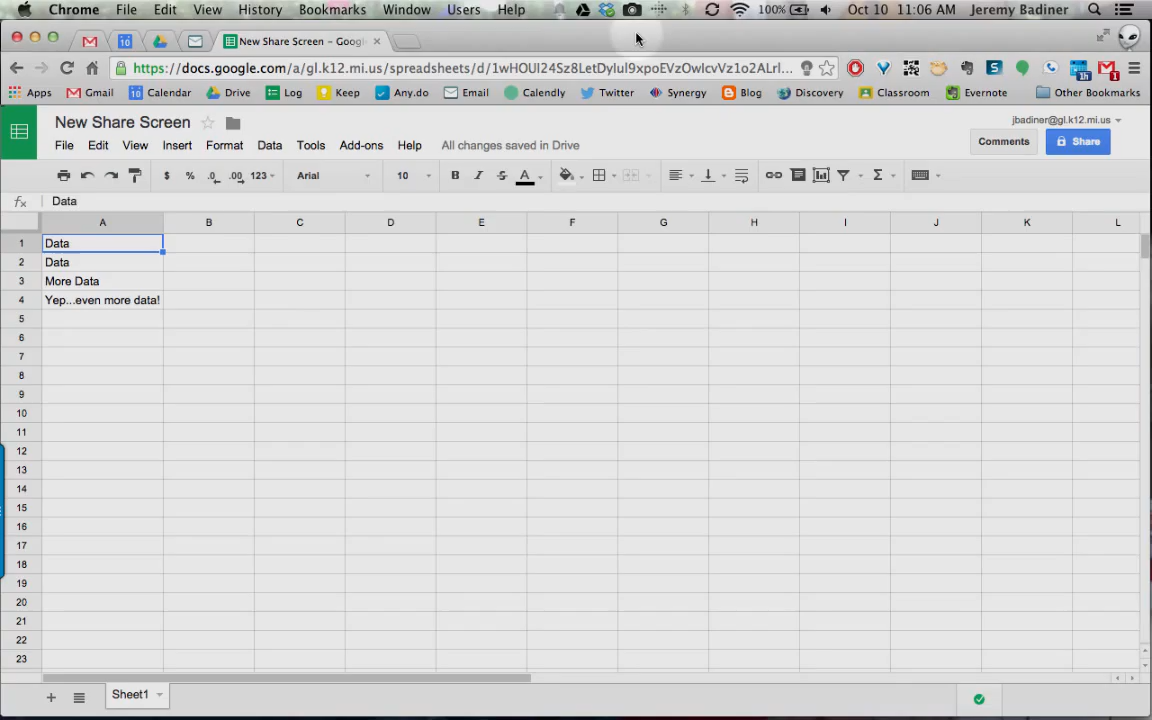 Chrome File Edit View History Bookmarks Window Users Help 100% Oct 10 11:06 AM Jeremy Badiner
10 New Share Screen – Googl
https://docs.google.com/a/gl.k12.mi.us/spreadsheets/d/
Apps Gmail 10 Calendar Drive Log Keep Any.do Email Calendly Twitter Synergy Blog Discovery Classroom Evernote Other Bookmarks
1h 1
New Share Screen
jbadiner@gl.k12.mi.us
File Edit View Insert Format Data Tools Add-ons Help All changes saved in Drive
Comments Share
$ % .0 .00 123 Arial 10 B I S A Σ
fx Data
A B C D E F G H I J K L
1 Data
2 Data
3 More Data
4 Yep...even more data!
5
6
7
8
9
10
11
12
13
14
15
16
17
18
19
20
21
22
23
+ Sheet1